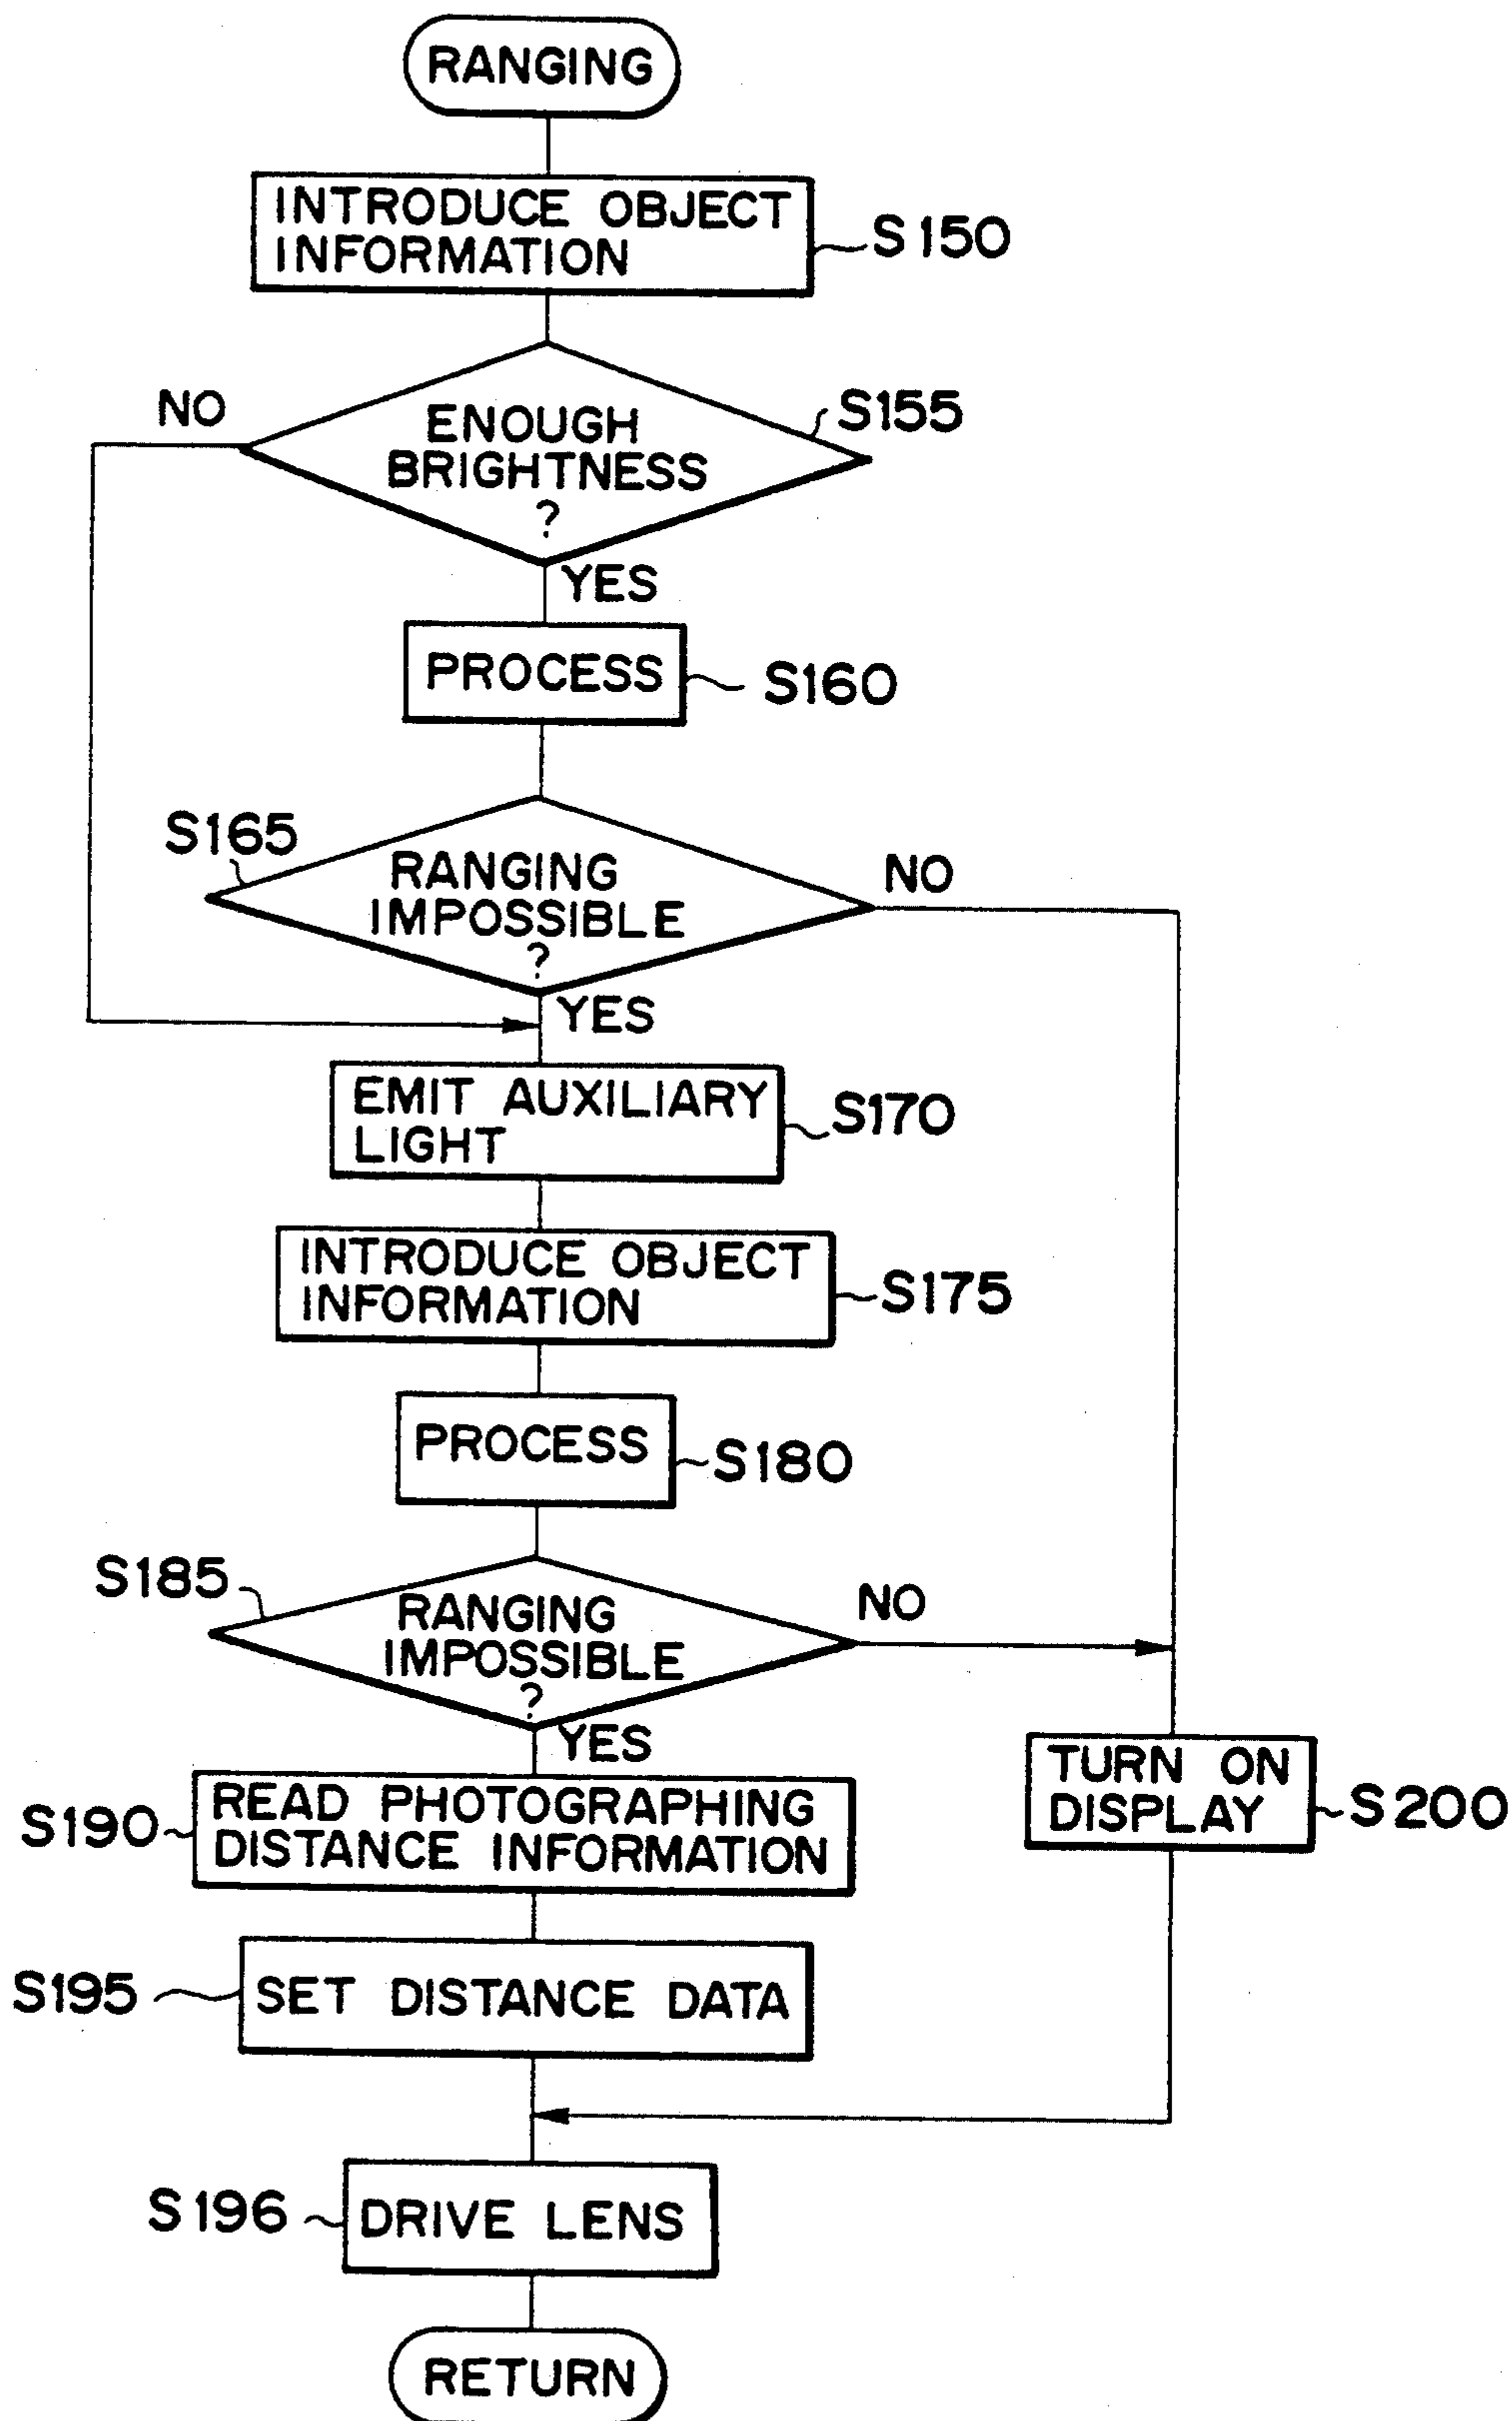 RANGING
INTRODUCE OBJECT
INFORMATION
S150
NO
ENOUGH
BRIGHTNESS
?
S155
YES
PROCESS
S160
S165
RANGING
IMPOSSIBLE
?
NO
YES
EMIT AUXILIARY
LIGHT
S170
INTRODUCE OBJECT
INFORMATION
S175
PROCESS
S180
S185
RANGING
IMPOSSIBLE
?
NO
YES
S190
READ PHOTOGRAPHING
DISTANCE INFORMATION
TURN ON
DISPLAY
S200
S195
SET DISTANCE DATA
S196
DRIVE LENS
RETURN